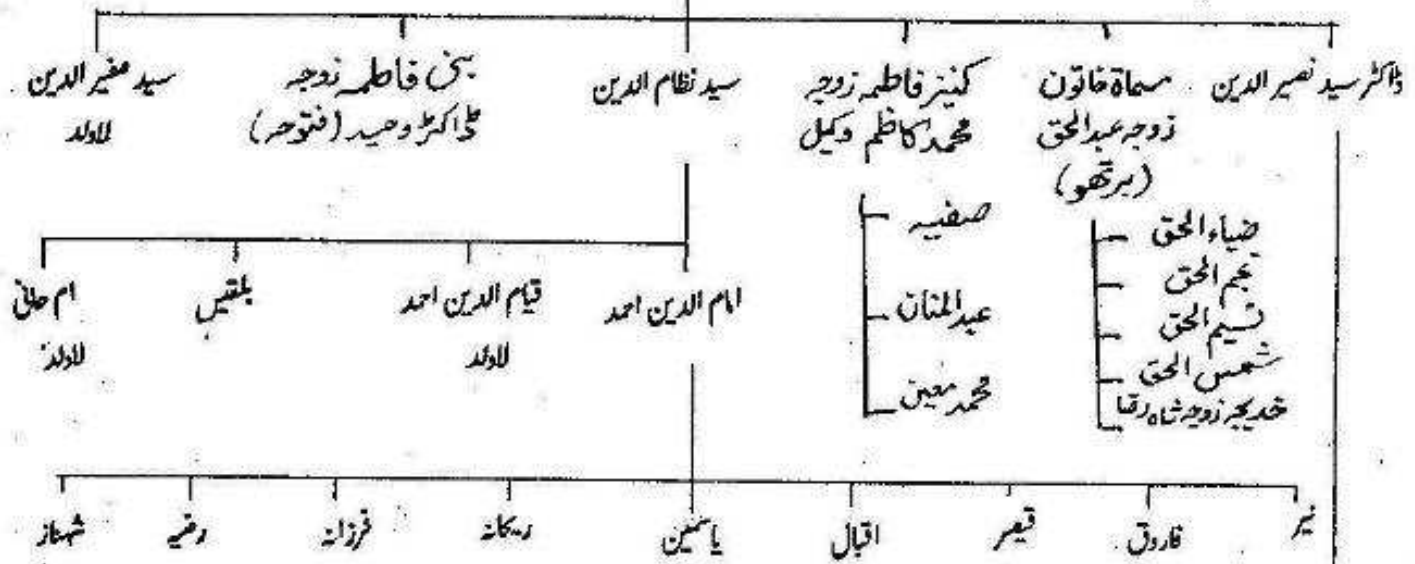 ڈاکٹر سید نصیر الدین
مسماة خاتون
زوجہ عبدالحق
(برتھو)
کنیز فاطمہ زوجہ
محمد کاظم وکیل
سید نظام الدین
بنی فاطمہ زوجہ
ڈاکٹر وحید (فتوحہ)
سید صفیر الدین
لاولد
ضیاء الحق
نجم الحق
نسیم الحق
شمس الحق
خدیجہ زوجہ شاہ رضا
صفیہ
عبدالمنان
محمد معین
امام الدین احمد
قیام الدین احمد
لاولد
بلقیس
ام ہانی
لاولد
نیر
فاروق
قیصر
اقبال
یاسمین
ریحانہ
فرزانہ
رضیہ
شہناز